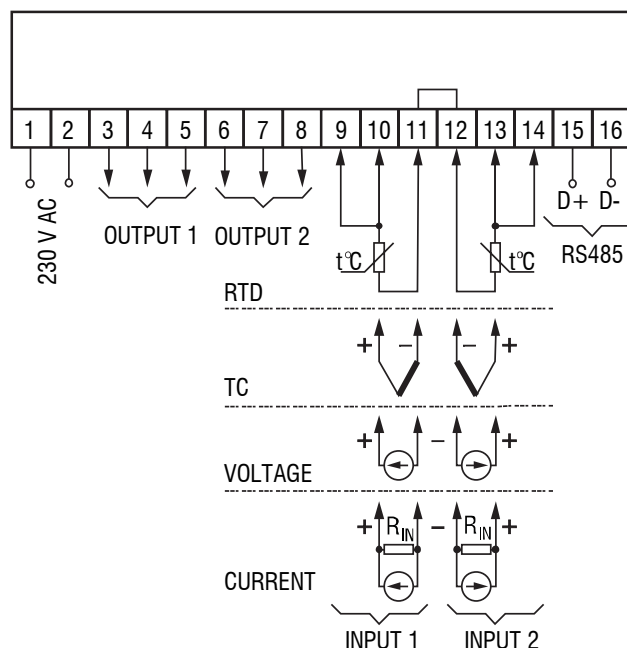 1 2 3 4 5 6 7 8 9 10 11 12 13 14 15 16
230 V AC
OUTPUT 1 OUTPUT 2
D+ D-
RS485
t°C t°C
RTD
+ – – +
TC
+ – +
VOLTAGE
+ RIN – RIN +
CURRENT
INPUT 1 INPUT 2